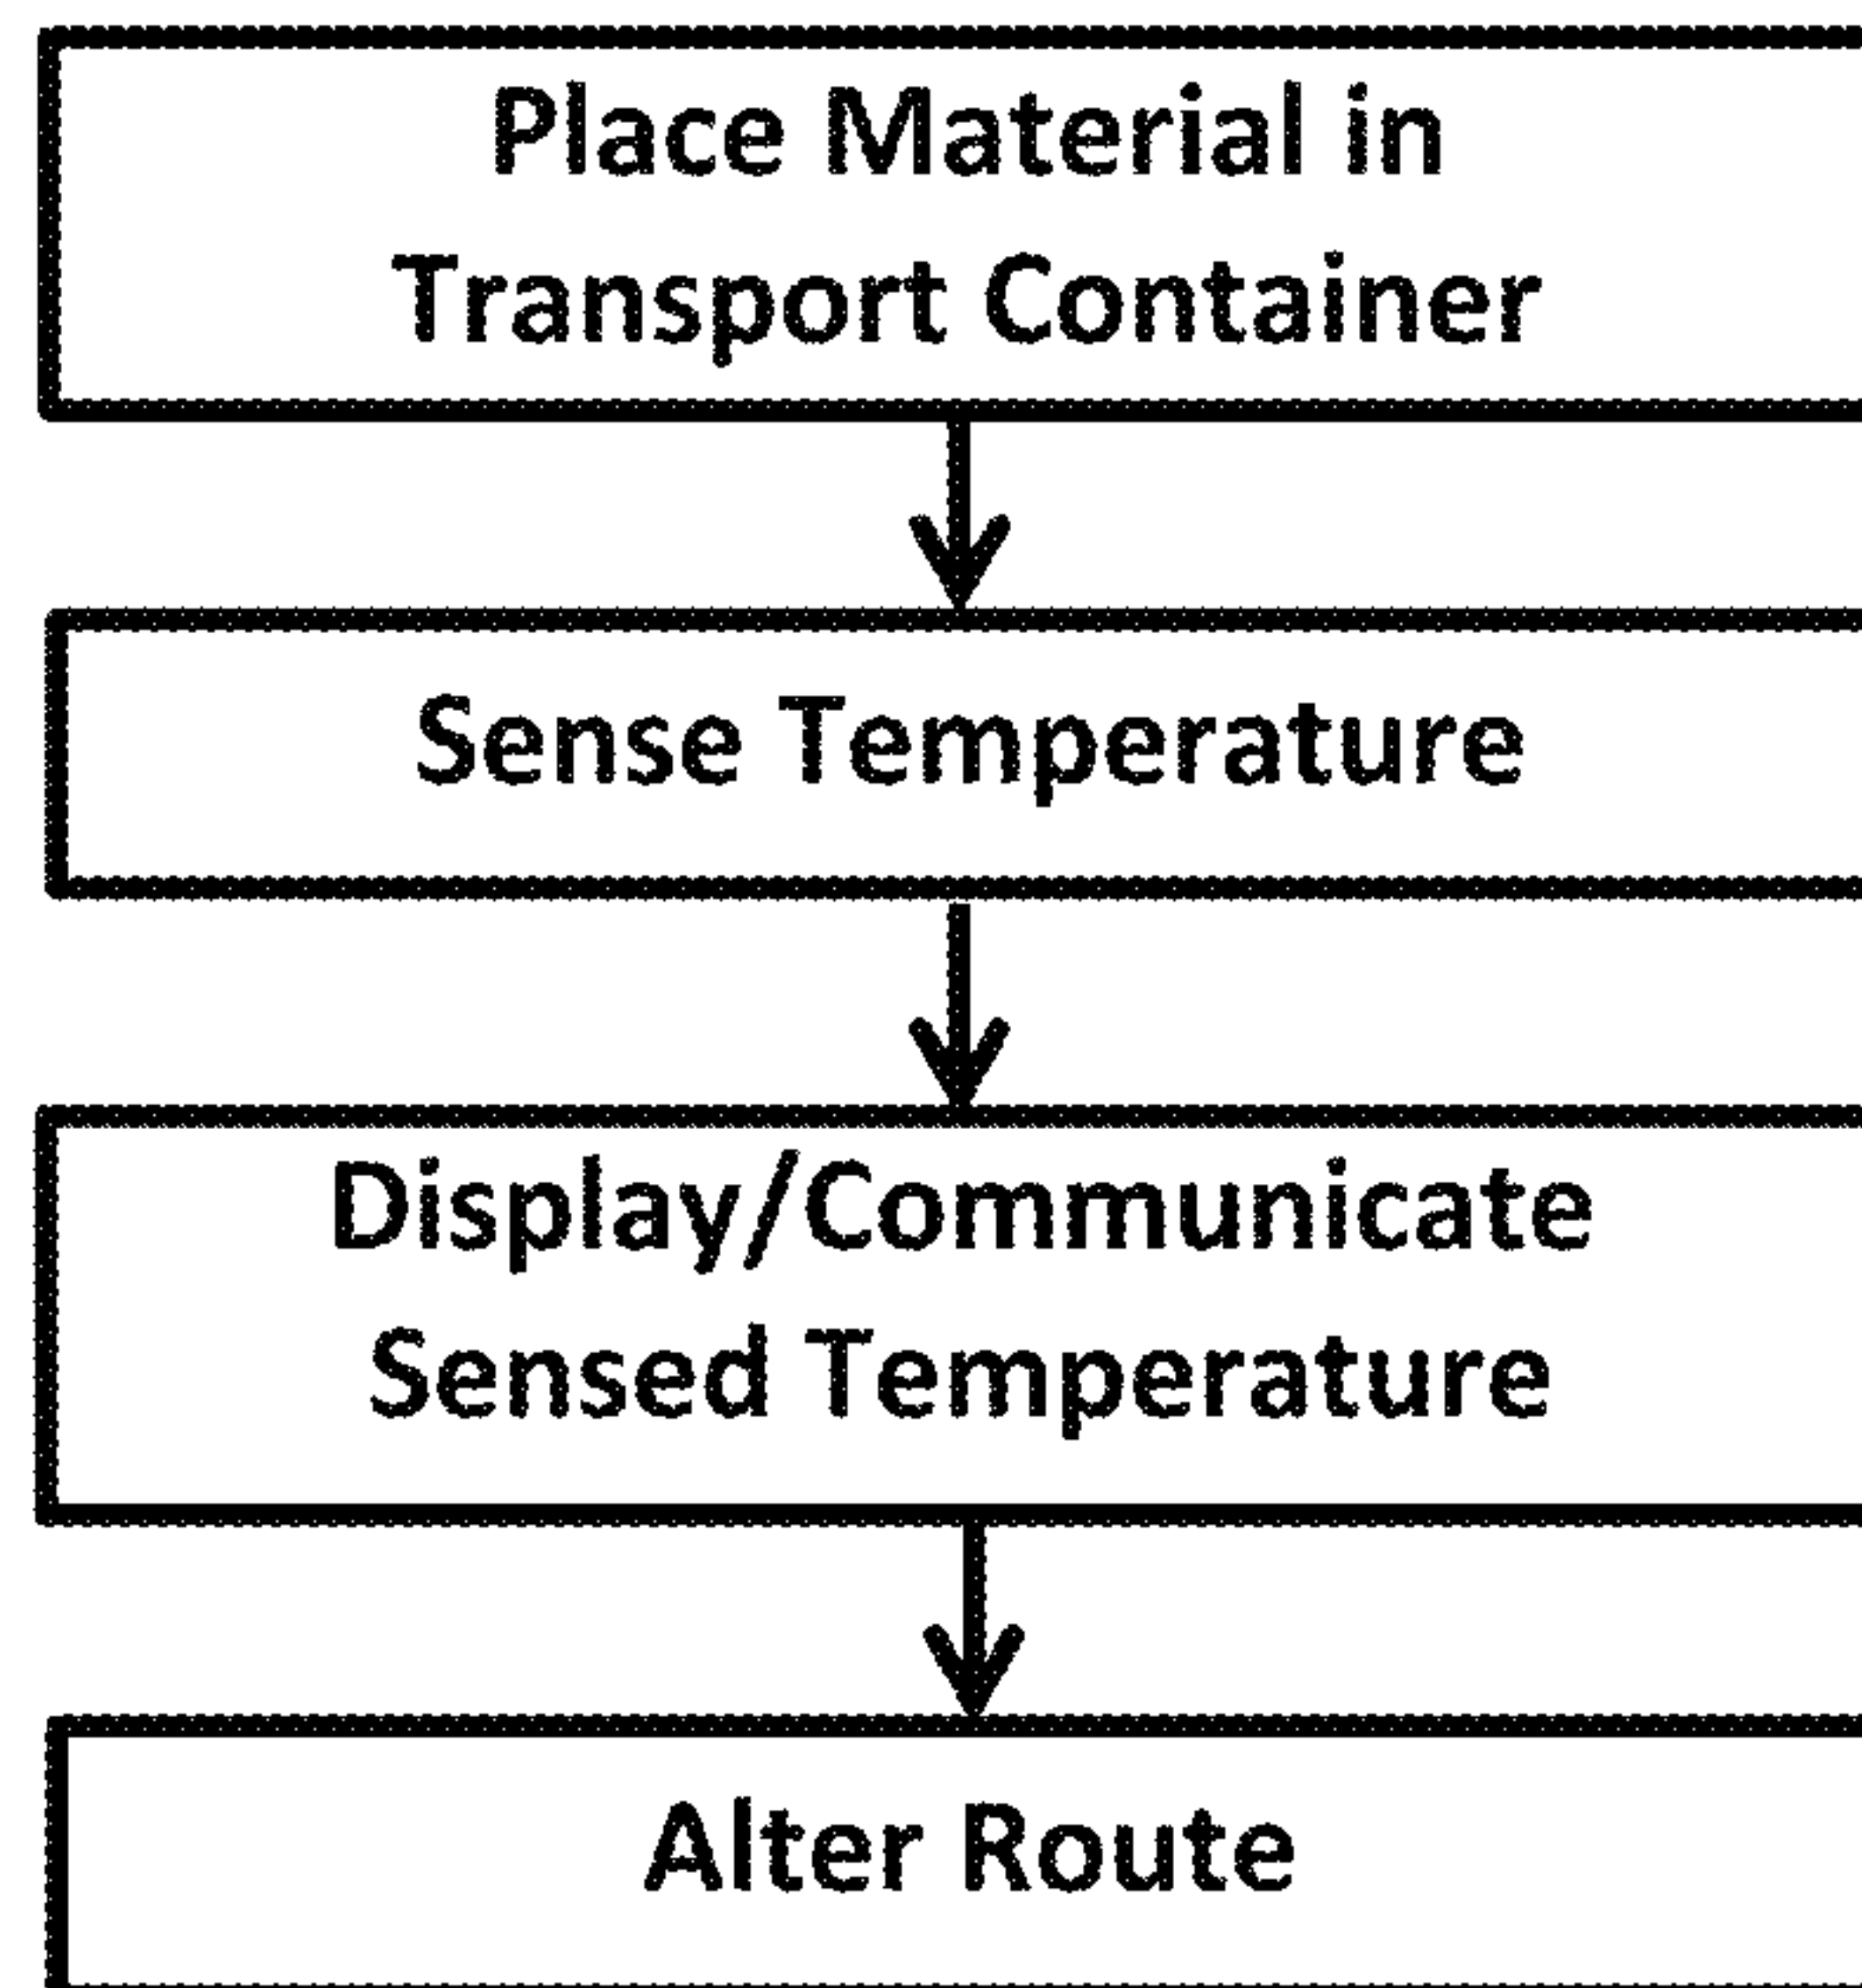 Place Material in
Transport Container
Sense Temperature
Display/Communicate
Sensed Temperature
Alter Route